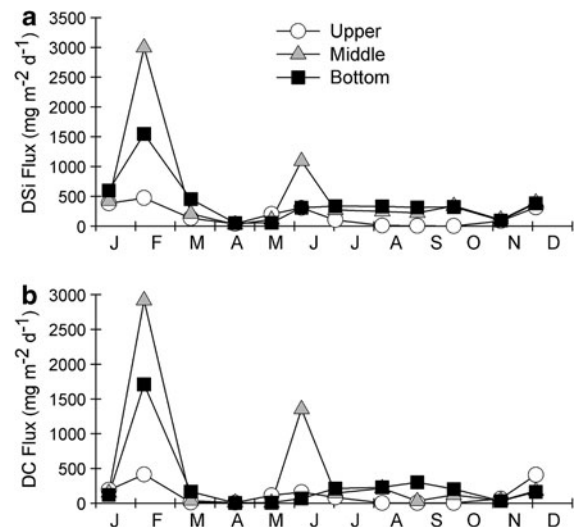 a
3500
3000
2500
2000
1500
1000
500
0
DSi Flux (mg m⁻² d⁻¹)
Upper
Middle
Bottom
J F M A M J J A S O N D
b
3000
2500
2000
1500
1000
500
0
DC Flux (mg m⁻² d⁻¹)
J F M A M J J A S O N D